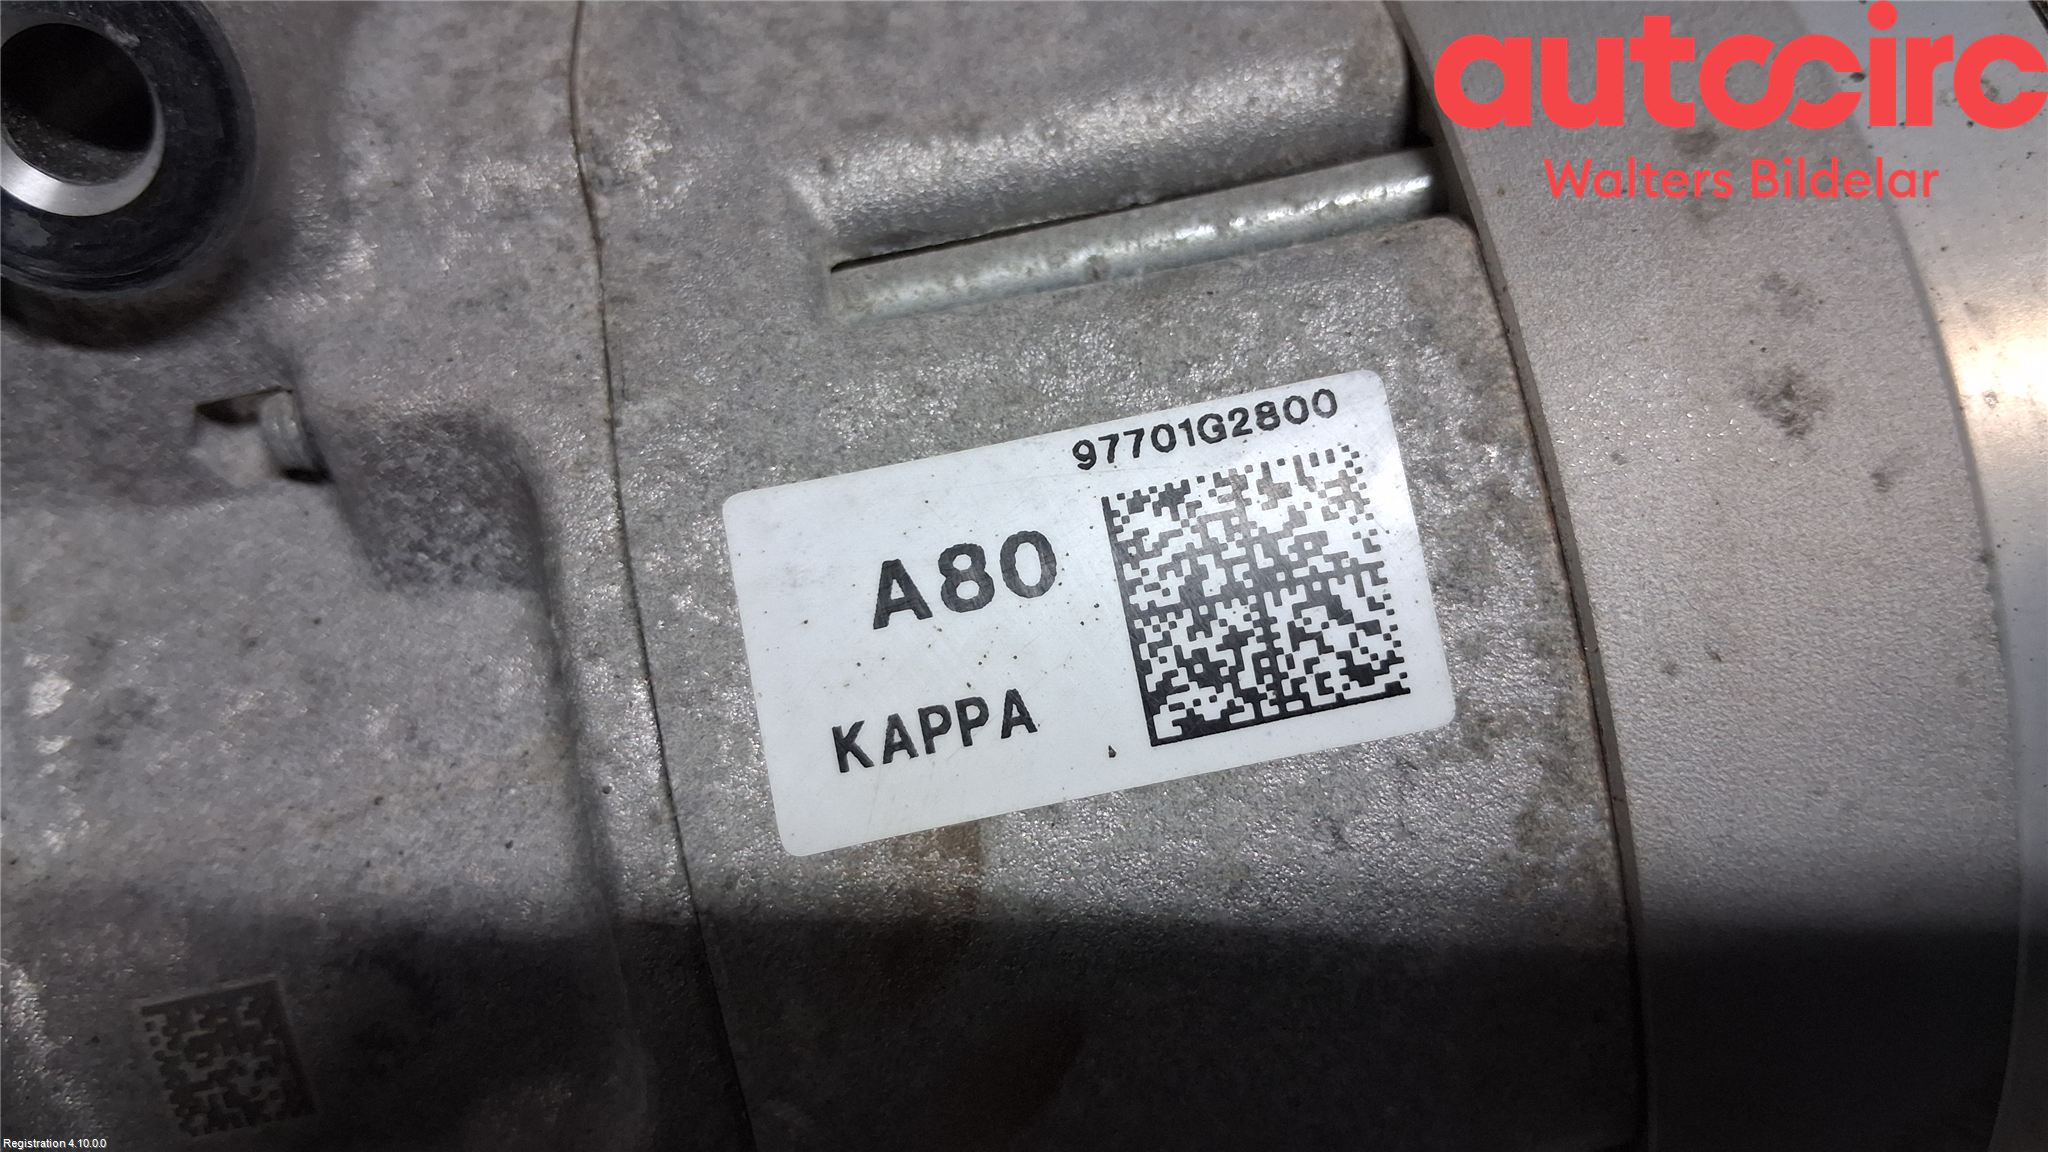 autocirc
Walters Bildelar
97701G2800
A80
KAPPA
Registration 4.10.0.0